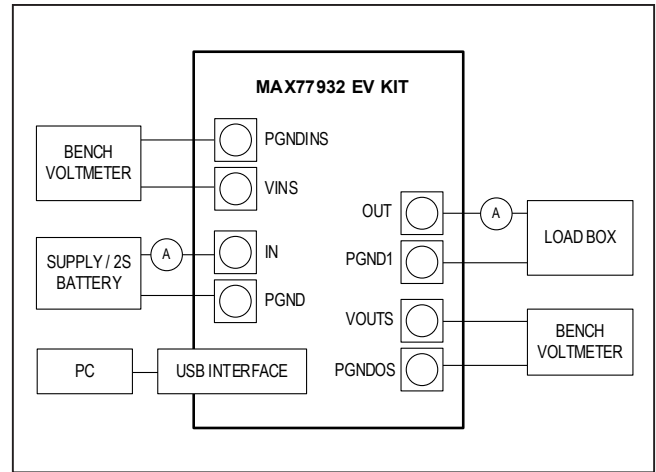 MAX77932 EV KIT
BENCH
VOLTMETER
PGNDINS
VINS
SUPPLY / 2S
BATTERY
A
IN
PGND
PC
USB INTERFACE
OUT
A
LOAD BOX
PGND1
VOUTS
BENCH
VOLTMETER
PGNDOS